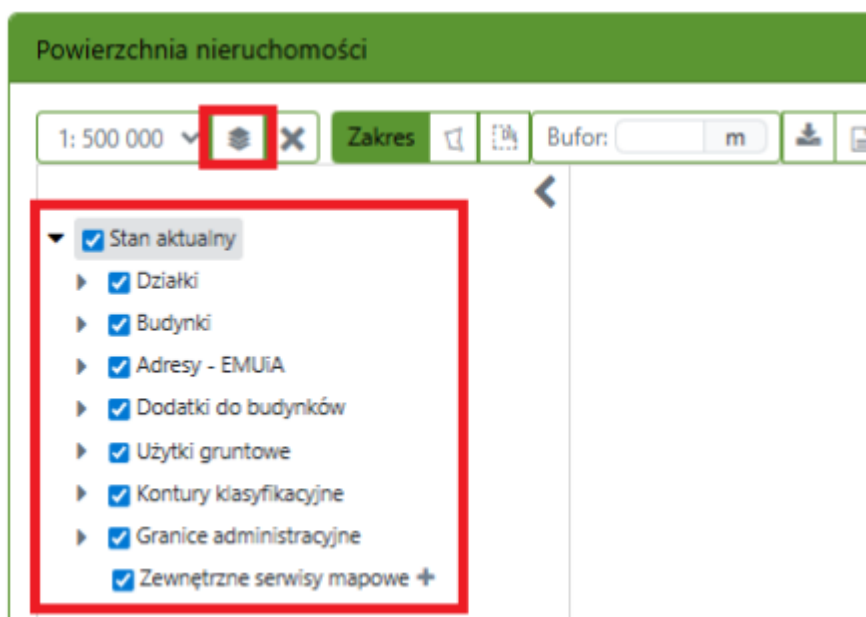 Powierzchnia nieruchomości
1: 500 000 Zakres Bufor: m
Stan aktualny
Działki
Budynki
Adresy - EMUiA
Dodatki do budynków
Użytki gruntowe
Kontury klasyfikacyjne
Granice administracyjne
Zewnętrzne serwisy mapowe +